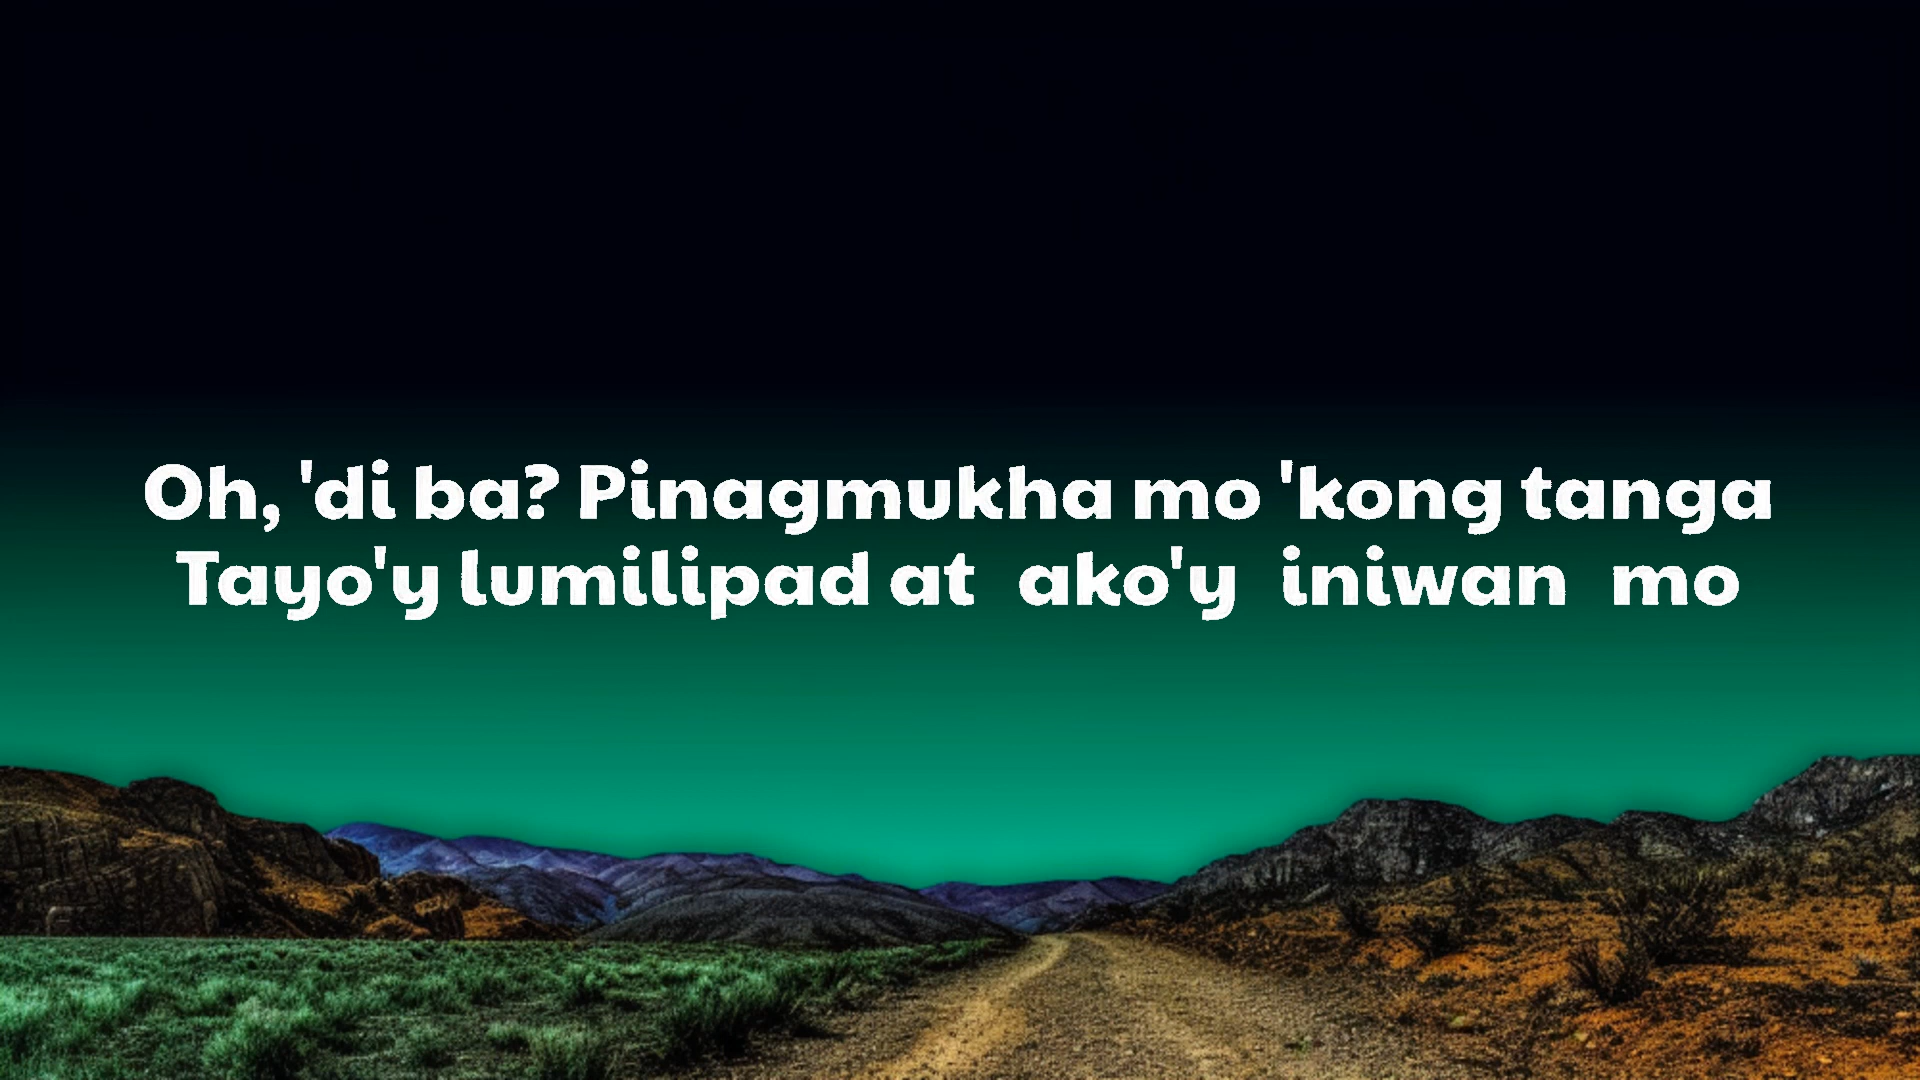 Oh, 'di ba? Pinagmukha mo 'kong tanga
Tayo'y lumilipad at ako'y iniwan mo